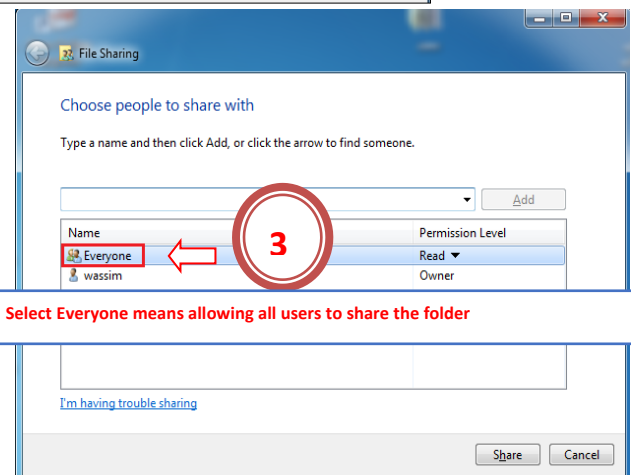 File Sharing
Choose people to share with
Type a name and then click Add, or click the arrow to find someone.
Add
Name Permission Level
Everyone Read
wassim Owner
3
Select Everyone means allowing all users to share the folder
I'm having trouble sharing
Share Cancel